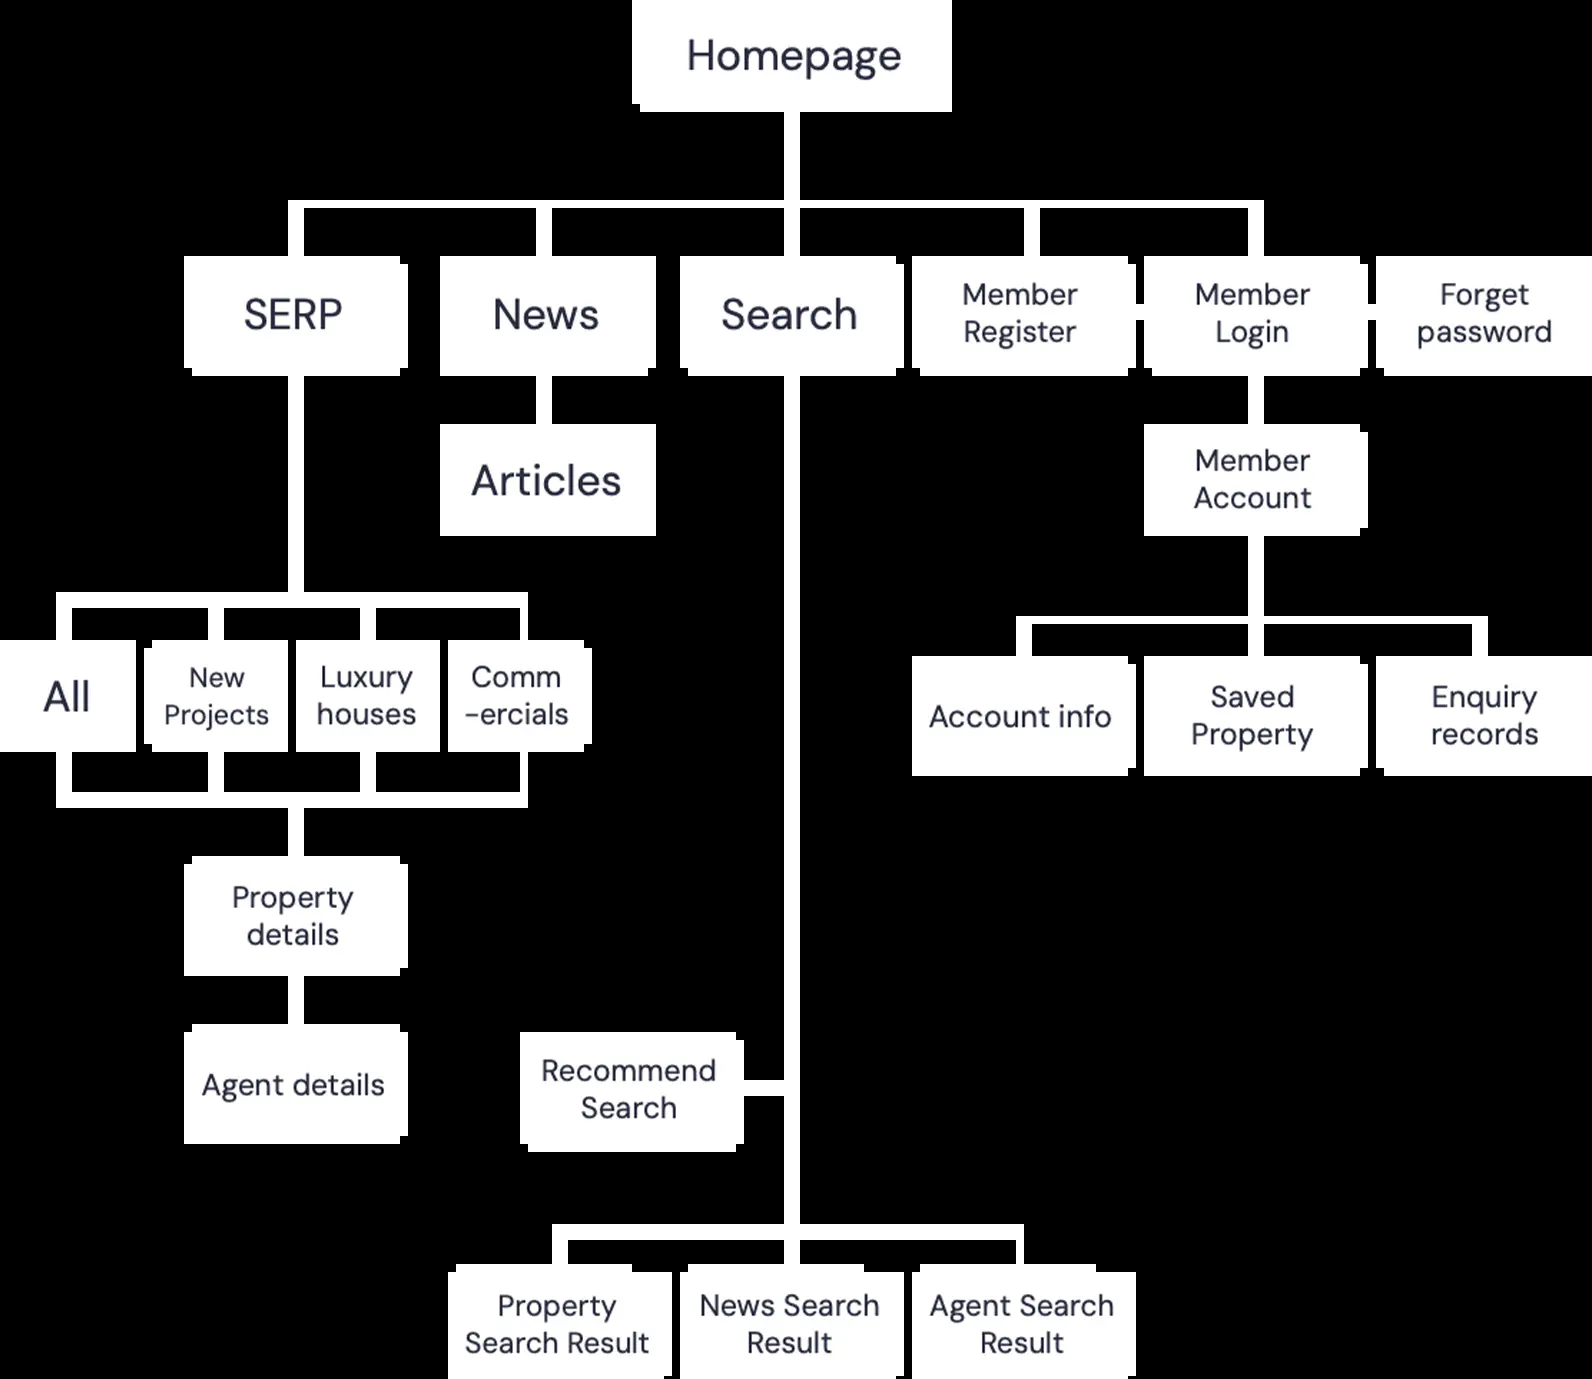 Homepage
SERP
News
Search
Member
Register
Member
Login
Forget
password
Articles
Member
Account
All
New
Projects
Luxury
houses
Comm
-ercials
Account info
Saved
Property
Enquiry
records
Property
details
Agent details
Recommend
Search
Property
Search Result
News Search
Result
Agent Search
Result